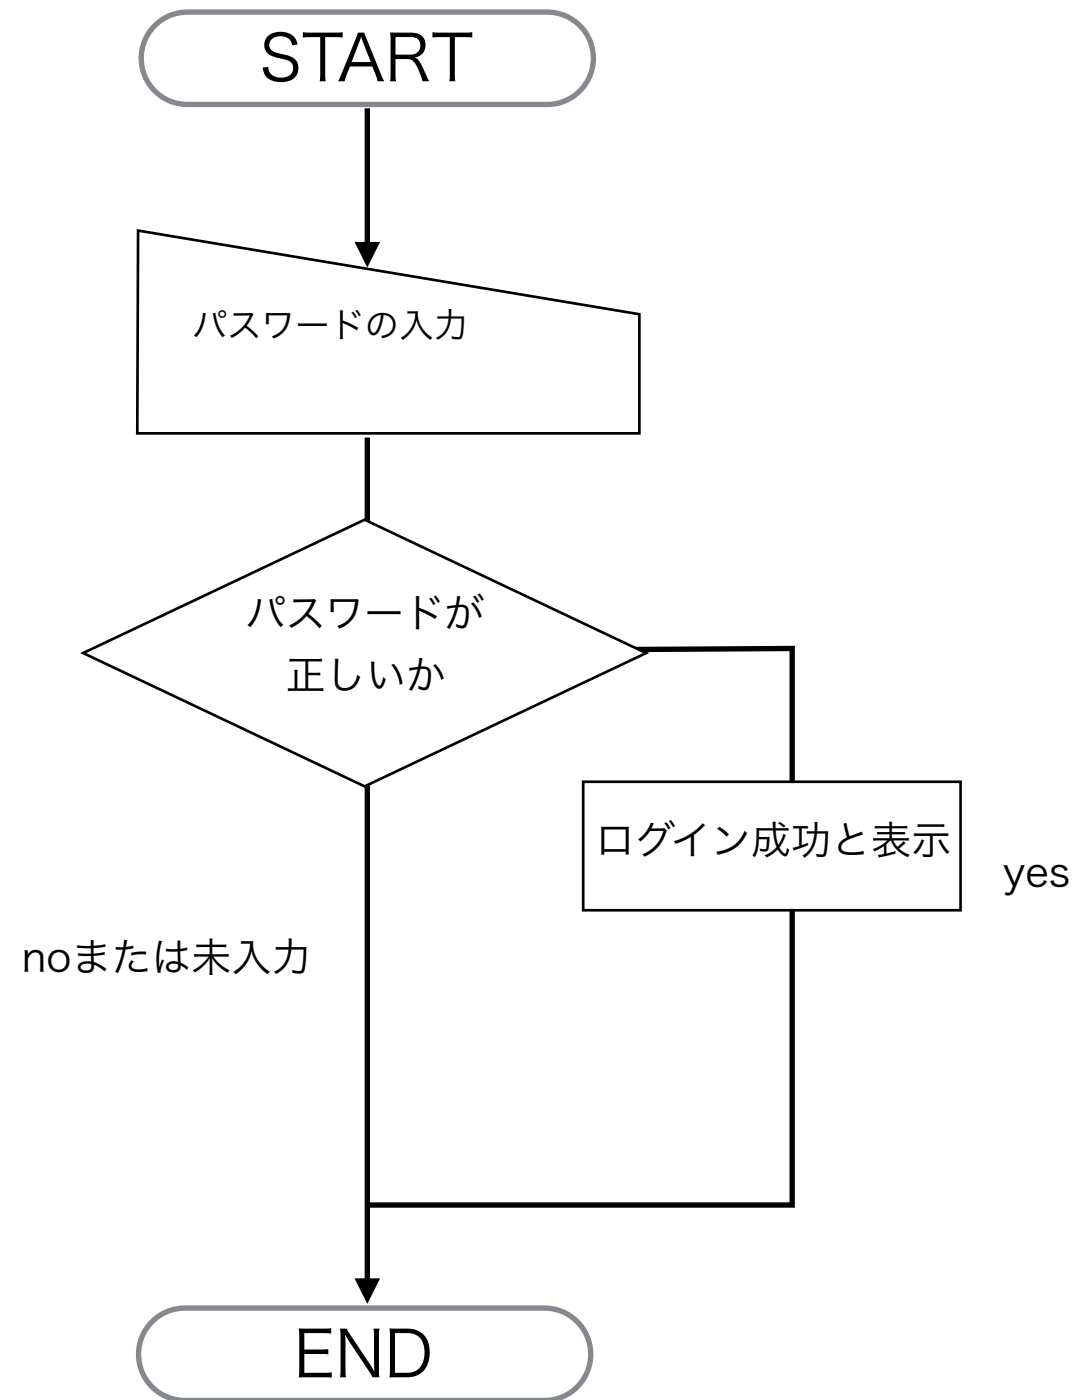 START
パスワードの入力
パスワードが
正しいか
ログイン成功と表示
yes
noまたは未入力
END